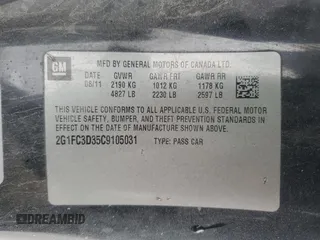 GM
MFD BY GENERAL MOTORS OF CANADA LTD.
DATE GVWR GAWR FRT GAWR RR
08/11 2190 KG 1012 KG 1178 KG
4827 LB 2230 LB 2597 LB
THIS VEHICLE CONFORMS TO ALL APPLICABLE U.S. FEDERAL MOTOR
VEHICLE SAFETY, BUMPER, AND THEFT PREVENTION STANDARDS IN
EFFECT ON THE DATE OF MANUFACTURE SHOWN ABOVE.
2G1FC3D35C9105031 TYPE: PASS CAR
DREAMBID